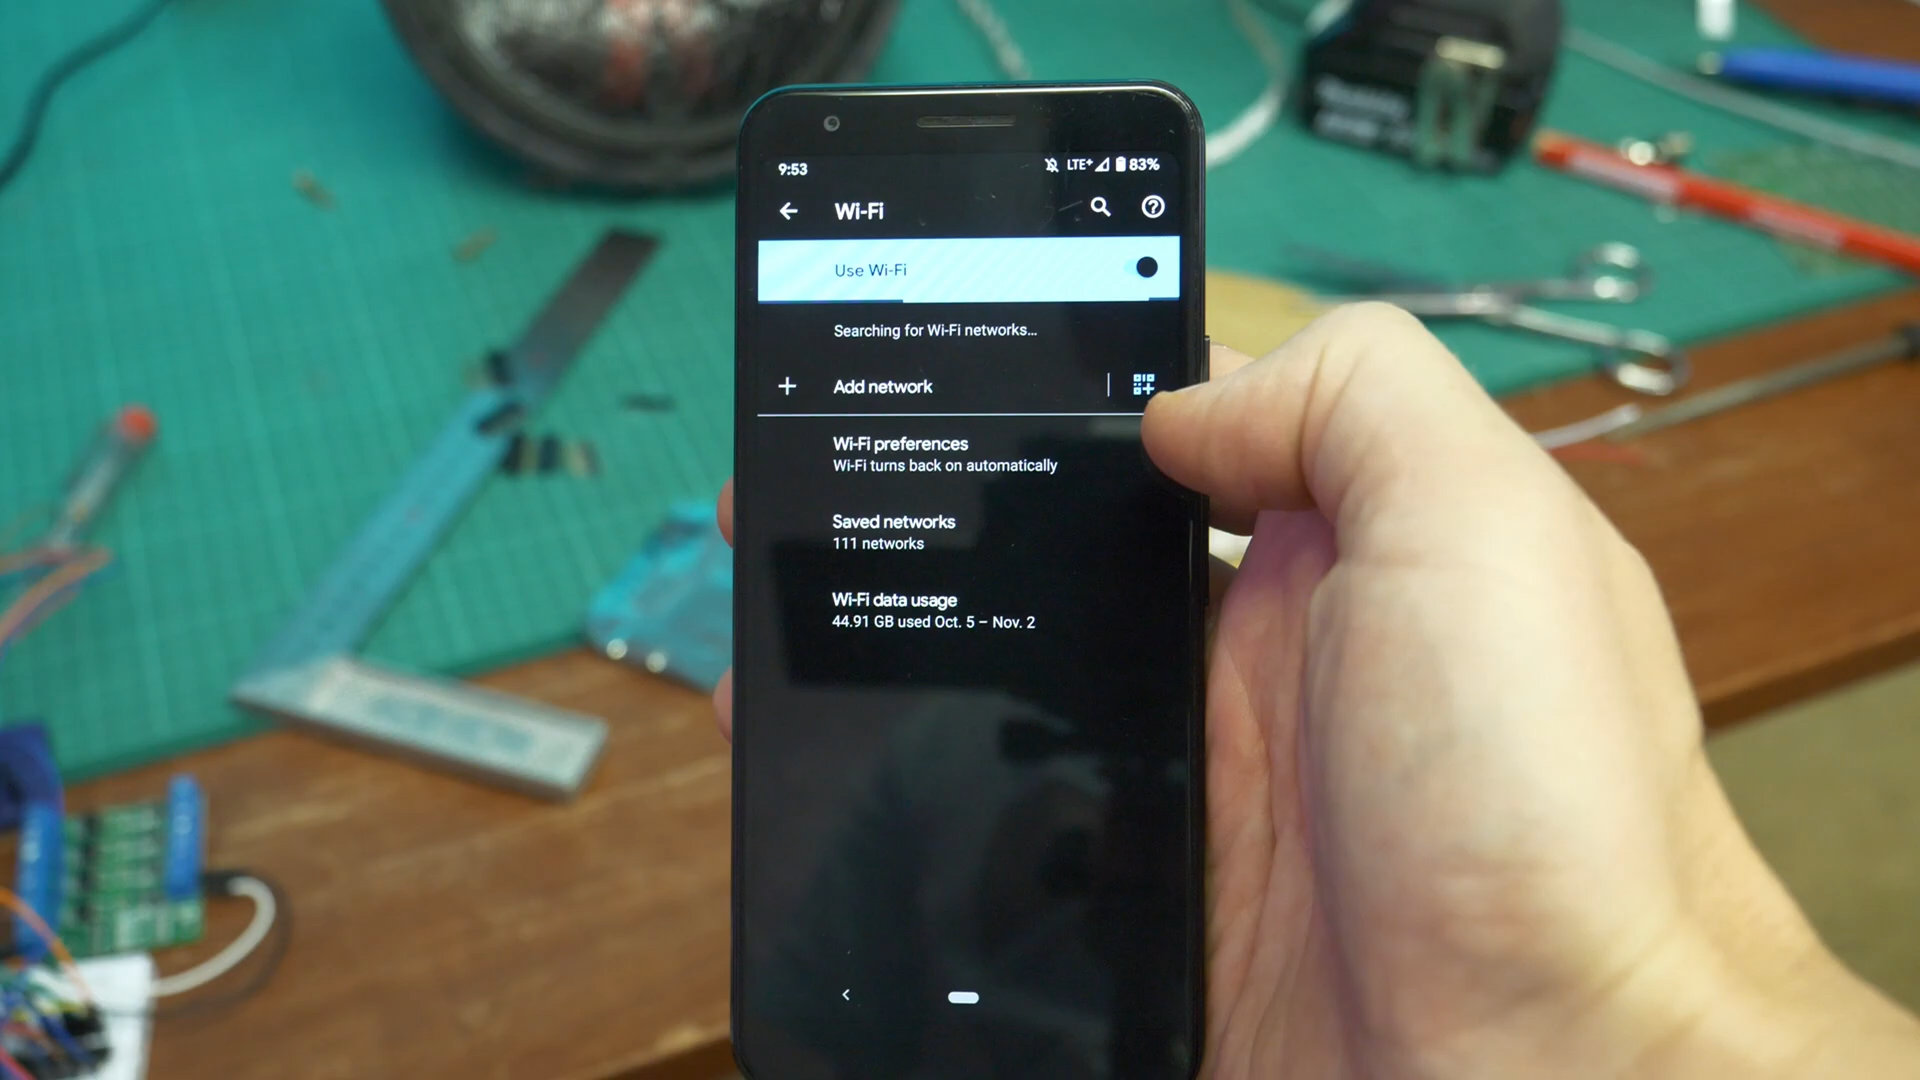 9:53 LTE+ 83%
Wi-Fi
Use Wi-Fi
Searching for Wi-Fi networks…
Add network
Wi-Fi preferences
Wi-Fi turns back on automatically
Saved networks
111 networks
Wi-Fi data usage
44.91 GB used Oct. 5 – Nov. 2